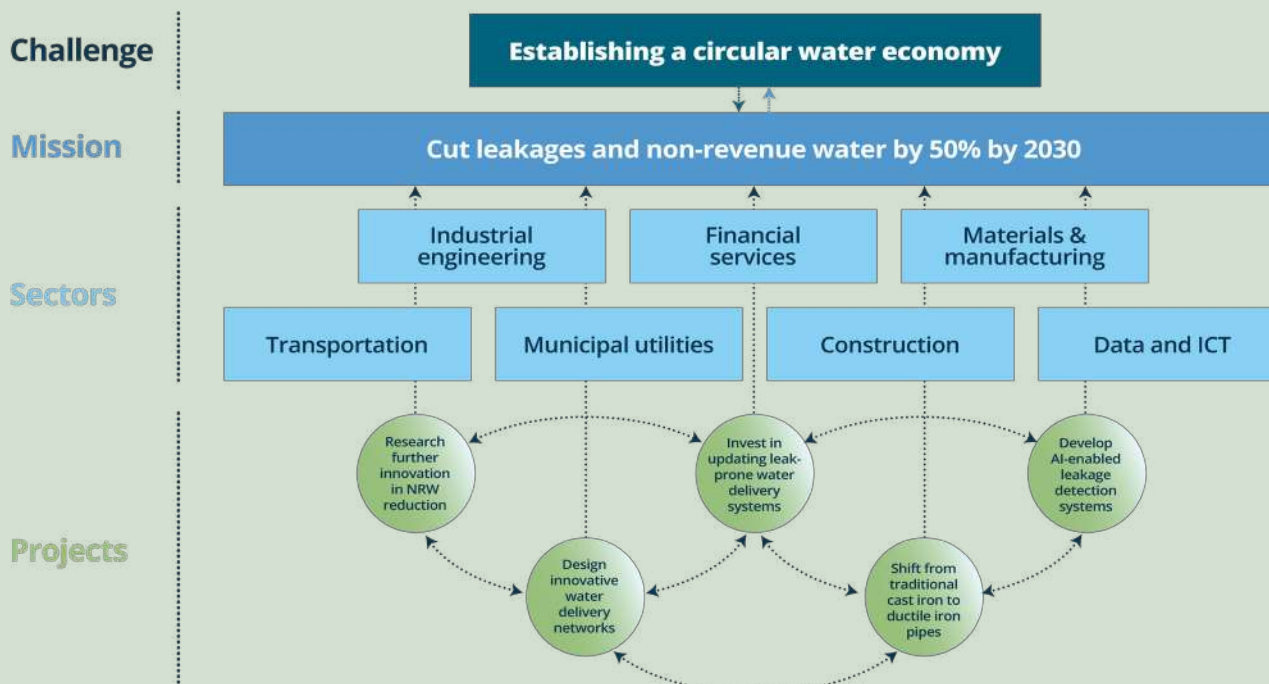 Challenge
Establishing a circular water economy
Mission
Cut leakages and non-revenue water by 50% by 2030
Sectors
Industrial
engineering
Financial
services
Materials &
manufacturing
Transportation
Municipal utilities
Construction
Data and ICT
Projects
Research
further
innovation
in NRW
reduction
Invest in
updating leak-
prone water
delivery
systems
Develop
AI-enabled
leakage
detection
systems
Design
innovative
water
delivery
networks
Shift from
traditional
cast iron to
ductile iron
pipes